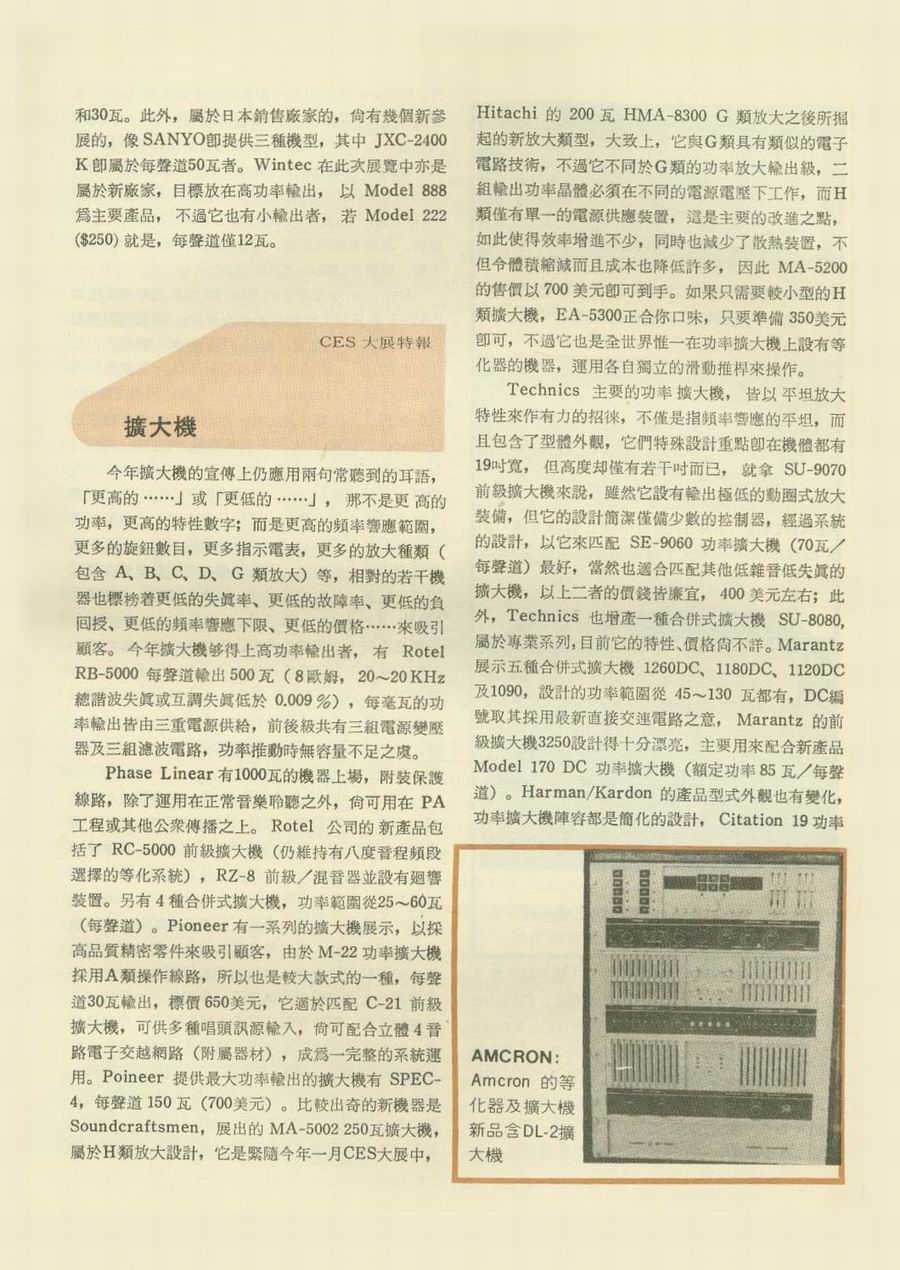 和30瓦。此外，屬於日本銷售廠家的，尙有幾個新參
展的，像 SANYO卽提供三種機型，其中 JXC-2400
K 卽屬於每聲道50瓦者。Wintec 在此次展覽中亦是
屬於新廠家，目標放在高功率輸出， 以 Model 888
爲主要產品， 不過它也有小輸出者， 若 Model 222
($250) 就是，每聲道僅12瓦。
CES 大展特報
擴大機
今年擴大機的宣傳上仍應用兩句常聽到的耳語，
「更高的 ……」或「更低的 ……」， 那不是更 高的
功率，更高的特性數字；而是更高的頻率響應範圍，
更多的旋鈕數目，更多指示電表，更多的放大種類（
包含 A、B、C、D、 G 類放大）等，相對的若干機
器也標榜着更低的失眞率、更低的故障率、更低的負
回授、更低的頻率響應下限、更低的價格……來吸引
顧客。 今年擴大機够得上高功率輸出者， 有 Rotel
RB-5000 每聲道輸出 500 瓦（ 8 歐姆， 20～20 KHz
總諧波失眞或互調失眞低於 0.009％），每毫瓦的功
率輸出皆由三重電源供給，前後級共有三組電源變壓
器及三組濾波電路，功率推動時無容量不足之處。
Phase Linear 有1000瓦的機器上場，附裝保護
線路，除了運用在正常音樂聆聽之外，尙可用在 PA
工程或其他公衆傳播之上。 Rotel 公司的 新產品包
括了 RC-5000 前級擴大機（仍維持有八度音程頻段
選擇的等化系統），RZ-8 前級／混音器並設有廻響
裝置。另有 4 種合併式擴大機，功率範圍從25～60瓦
（每聲道）。Pioneer 有一系列的擴大機展示，以採
高品質精密零件來吸引顧客，由於 M-22 功率擴大機
採用A類操作線路，所以也是較大款式的一種，每聲
道30瓦輸出，標價 650美元，它適於匹配 C-21 前級
擴大機，可供多種唱頭訊源輸入，尙可配合立體 4 音
路電子交越網路（附屬器材），成爲一完整的系統運
用。Poineer 提供最大功率輸出的擴大機有 SPEC-
4，每聲道 150 瓦（700美元）。比較出奇的新機器是
Soundcraftsmen，展出的 MA-5002 250瓦擴大機，
屬於H類放大設計，它是緊隨今年一月CES大展中，
Hitachi 的 200 瓦 HMA-8300 G 類放大之後所掘
起的新放大類型，大致上，它與G類具有類似的電子
電路技術，不過它不同於G類的功率放大輸出級，二
組輸出功率晶體必須在不同的電源電壓下工作，而H
類僅有單一的電源供應裝置，這是主要的改進之點，
如此使得效率增進不少，同時也減少了散熱裝置，不
但令體積縮減而且成本也降低許多，因此 MA-5200
的售價以 700 美元卽可到手。如果只需要較小型的H
類擴大機，EA-5300正合你口味，只要準備 350美元
卽可，不過它也是全世界惟一在功率擴大機上設有等
化器的機器，運用各自獨立的滑動推桿來操作。
Technics 主要的功率 擴大機， 皆以 平坦放大
特性來作有力的招徠，不僅是指頻率響應的平坦，而
且包含了型體外觀，它們特殊設計重點卽在機體都有
19吋寬， 但高度却僅有若干吋而已， 就拿 SU-9070
前級擴大機來說，雖然它設有輸出極低的動圈式放大
裝備，但它的設計簡潔僅備少數的控制器，經過系統
的設計，以它來匹配 SE-9060 功率擴大機（70瓦／
每聲道）最好，當然也適合匹配其他低雜音低失眞的
擴大機，以上二者的價錢皆廉宜， 400 美元左右；此
外，Technics 也增產一種合併式擴大機 SU-8080，
屬於專業系列，目前它的特性、價格尙不詳。Marantz
展示五種合併式擴大機 1260DC、1180DC、1120DC
及1090，設計的功率範圍從 45～130 瓦都有，DC編
號取其採用最新直接交連電路之意， Marantz 的前
級擴大機3250設計得十分漂亮，主要用來配合新產品
Model 170 DC 功率擴大機（額定功率 85 瓦／每聲
道）。Harman/Kardon 的產品型式外觀也有變化，
功率擴大機陣容都是簡化的設計， Citation 19 功率
AMCRON:
Amcron 的等
化器及擴大機
新品含DL-2擴
大機